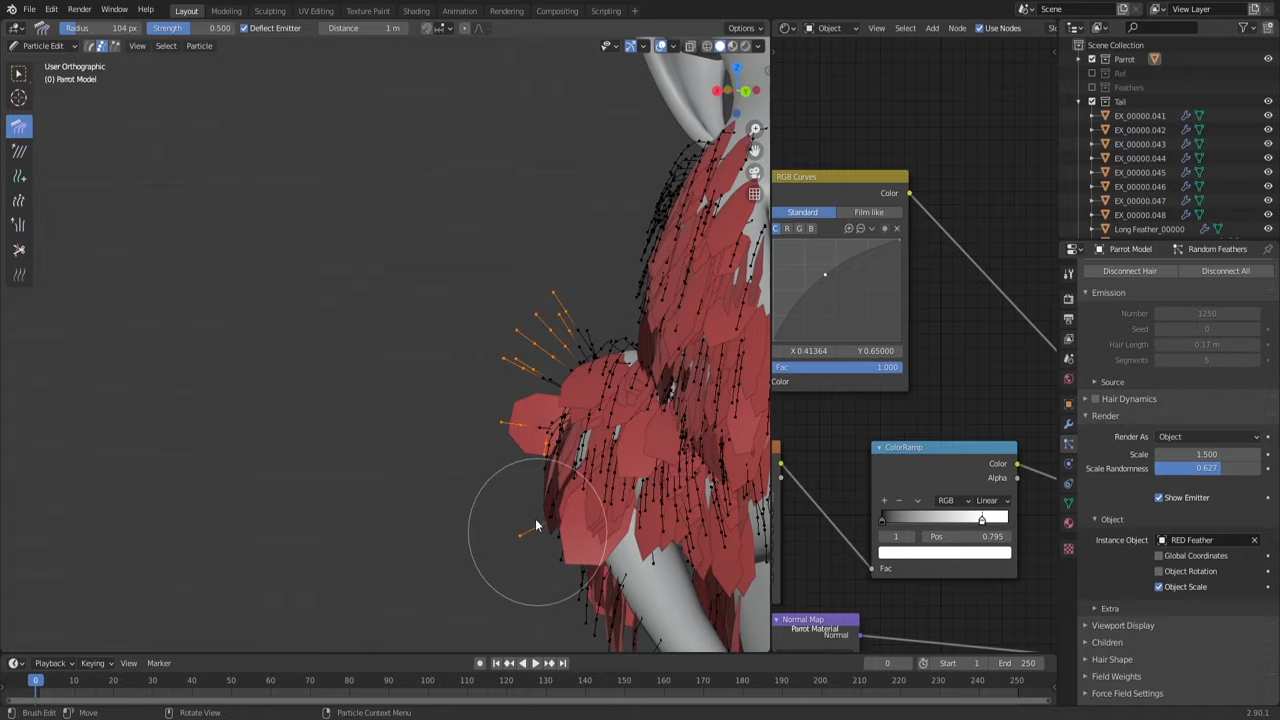 File Edit Render Window Help Layout Modeling Sculpting UV Editing Texture Paint Shading Animation Rendering Compositing Scripting Scene View Layer
Radius 104 px Strength 0.500 Deflect Emitter Distance 1 m Options Object View Select Add Node Use Nodes
Particle Edit View Select Particle
User Orthographic
(0) Parrot Model
Scene Collection
Parrot
Ref
Feathers
Tail
EX_00000.041
EX_00000.042
EX_00000.043
EX_00000.044
EX_00000.045
EX_00000.046
EX_00000.047
EX_00000.048
Long Feather_00000
X
Y
Z
RGB Curves
Color
Standard Film like
C R G B
X 0.41364 Y 0.65000
Fac 1.000
Color
ColorRamp
Color
Alpha
RGB Linear
1 Pos 0.795
Fac
Normal Map
Parrot Material
Normal
Parrot Model Random Feathers
Disconnect Hair Disconnect All
Emission
Number 1250
Seed 0
Hair Length 0.17 m
Segments 5
Source
Hair Dynamics
Render
Render As Object
Scale 1.500
Scale Randomness 0.627
Show Emitter
Object
Instance Object RED Feather
Global Coordinates
Object Rotation
Object Scale
Extra
Viewport Display
Children
Hair Shape
Field Weights
Force Field Settings
Playback Keying View Marker 0 Start 1 End 250
0 10 20 30 40 50 60 70 80 90 100 110 120 130 140 150 160 170 180 190 200 210 220 230 240 250
Brush Edit Move Rotate View Particle Context Menu 2.90.1